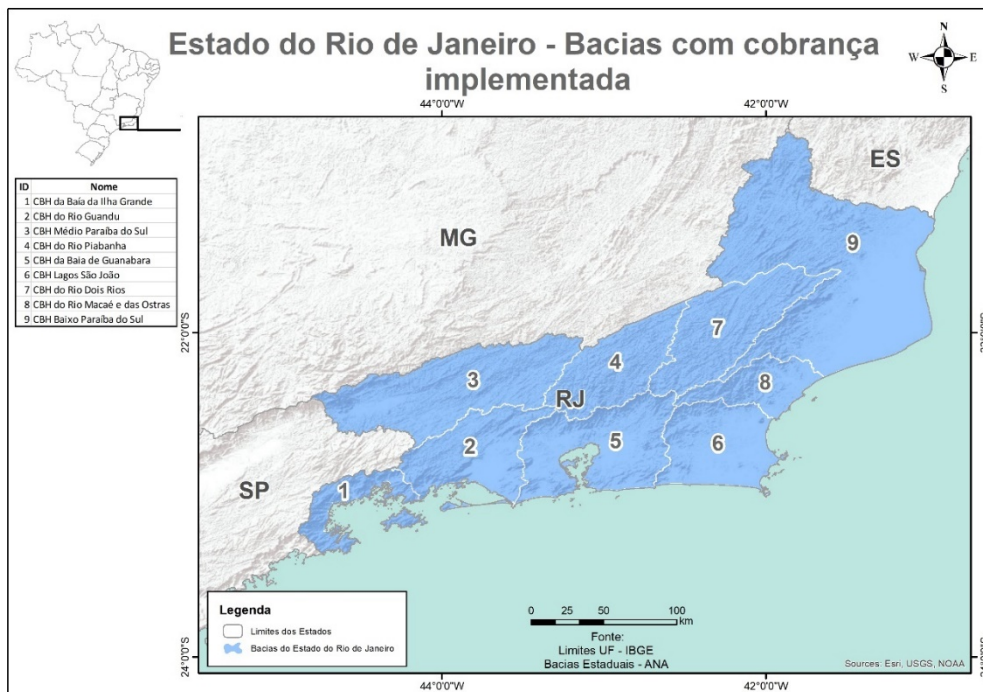 Estado do Rio de Janeiro - Bacias com cobrança
implementada
N
W
E
S
44°0'0"W
42°0'0"W
ID Nome
1 CBH da Baía da Ilha Grande
2 CBH do Rio Guandu
3 CBH Médio Paraíba do Sul
4 CBH do Rio Piabanha
5 CBH da Baia de Guanabara
6 CBH Lagos São João
7 CBH do Rio Dois Rios
8 CBH do Rio Macaé e das Ostras
9 CBH Baixo Paraíba do Sul
ES
MG
9
22°0'0"S
22°0'0"S
7
4
3
8
RJ
2
5
6
SP
1
Legenda
Limites dos Estados
Bacias do Estado do Rio de Janeiro
0 25 50 100
km
Fonte:
Limites UF - IBGE
Bacias Estaduais - ANA
Sources: Esri, USGS, NOAA
24°0'0"S
24°0'0"S
44°0'0"W
42°0'0"W